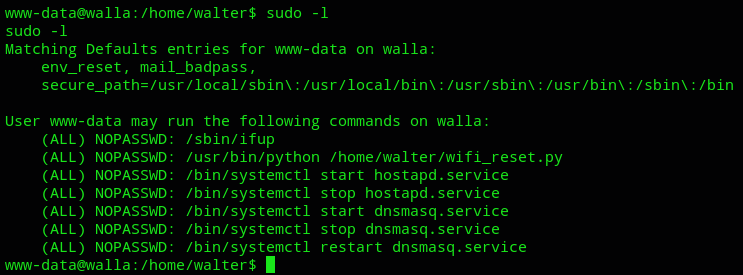 www-data@walla:/home/walter$ sudo -l
sudo -l
Matching Defaults entries for www-data on walla:
    env_reset, mail_badpass,
    secure_path=/usr/local/sbin\:/usr/local/bin\:/usr/sbin\:/usr/bin\:/sbin\:/bin

User www-data may run the following commands on walla:
    (ALL) NOPASSWD: /sbin/ifup
    (ALL) NOPASSWD: /usr/bin/python /home/walter/wifi_reset.py
    (ALL) NOPASSWD: /bin/systemctl start hostapd.service
    (ALL) NOPASSWD: /bin/systemctl stop hostapd.service
    (ALL) NOPASSWD: /bin/systemctl start dnsmasq.service
    (ALL) NOPASSWD: /bin/systemctl stop dnsmasq.service
    (ALL) NOPASSWD: /bin/systemctl restart dnsmasq.service
www-data@walla:/home/walter$